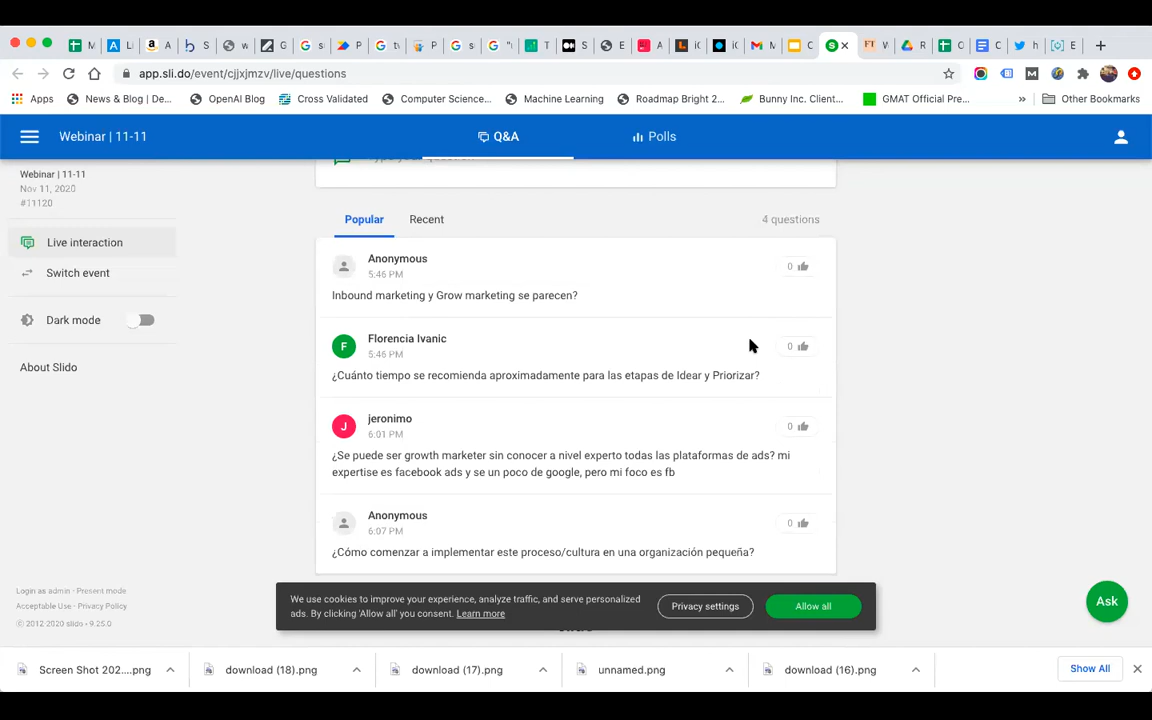 M
Li
A
S
w
G
s
P
tv
P
s
"
T
S
E
A
iC
iC
M
C
W
R
C
C
h
E
app.sli.do/event/cjjxjmzv/live/questions
Apps
News & Blog | De...
OpenAI Blog
Cross Validated
Computer Science...
Machine Learning
Roadmap Bright 2...
Bunny Inc. Client...
GMAT Official Pre...
»
Other Bookmarks
Webinar | 11-11
Q&A
Polls
Webinar | 11-11
Nov 11, 2020
#11120
Live interaction
Switch event
Dark mode
About Slido
Popular
Recent
4 questions
Anonymous
5:46 PM
0
Inbound marketing y Grow marketing se parecen?
F
Florencia Ivanic
5:46 PM
0
¿Cuánto tiempo se recomienda aproximadamente para las etapas de Idear y Priorizar?
J
jeronimo
6:01 PM
0
¿Se puede ser growth marketer sin conocer a nivel experto todas las plataformas de ads? mi
expertise es facebook ads y se un poco de google, pero mi foco es fb
Anonymous
6:07 PM
0
¿Cómo comenzar a implementar este proceso/cultura en una organización pequeña?
Login as admin · Present mode
Acceptable Use · Privacy Policy
© 2012-2020 slido · 9.25.0
We use cookies to improve your experience, analyze traffic, and serve personalized
ads. By clicking 'Allow all' you consent. Learn more
Privacy settings
Allow all
Ask
Screen Shot 202....png
download (18).png
download (17).png
unnamed.png
download (16).png
Show All